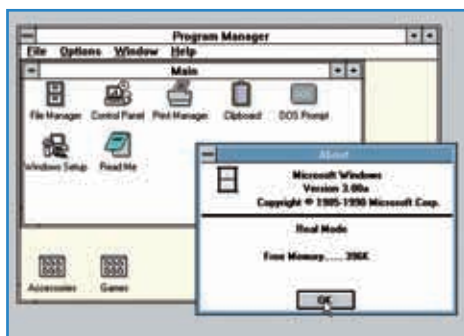 Program Manager
File Options Window Help
Main
File Manager Control Panel Print Manager Clipboard DOS Prompt
Windows Setup Read Me
About
Microsoft Windows
Version 3.00a
Copyright © 1985-1990 Microsoft Corp.
Real Mode
Free Memory..... 396K
OK
Accessories Games